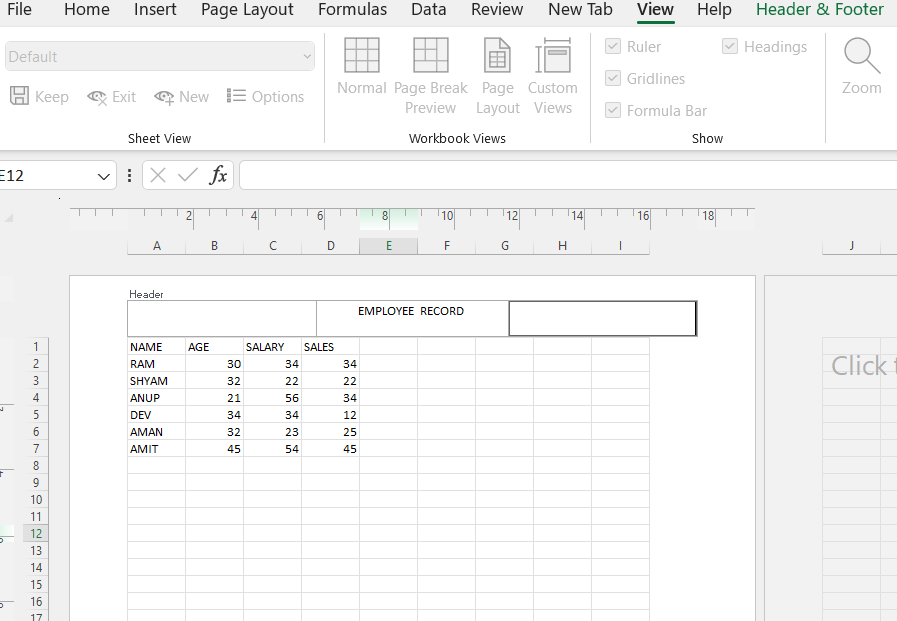 File Home Insert Page Layout Formulas Data Review New Tab View Help Header & Footer
Default
Keep Exit New Options
Sheet View
Normal Page Break Preview Page Layout Custom Views
Workbook Views
Ruler Headings
Gridlines
Formula Bar
Show
Zoom
E12 fx
2 4 6 8 10 12 14 16 18
A B C D E F G H I J
Header
EMPLOYEE RECORD
1 NAME AGE SALARY SALES
2 RAM 30 34 34
3 SHYAM 32 22 22
4 ANUP 21 56 34
5 DEV 34 34 12
6 AMAN 32 23 25
7 AMIT 45 54 45
8
9
10
11
12
13
14
15
16
17
Click